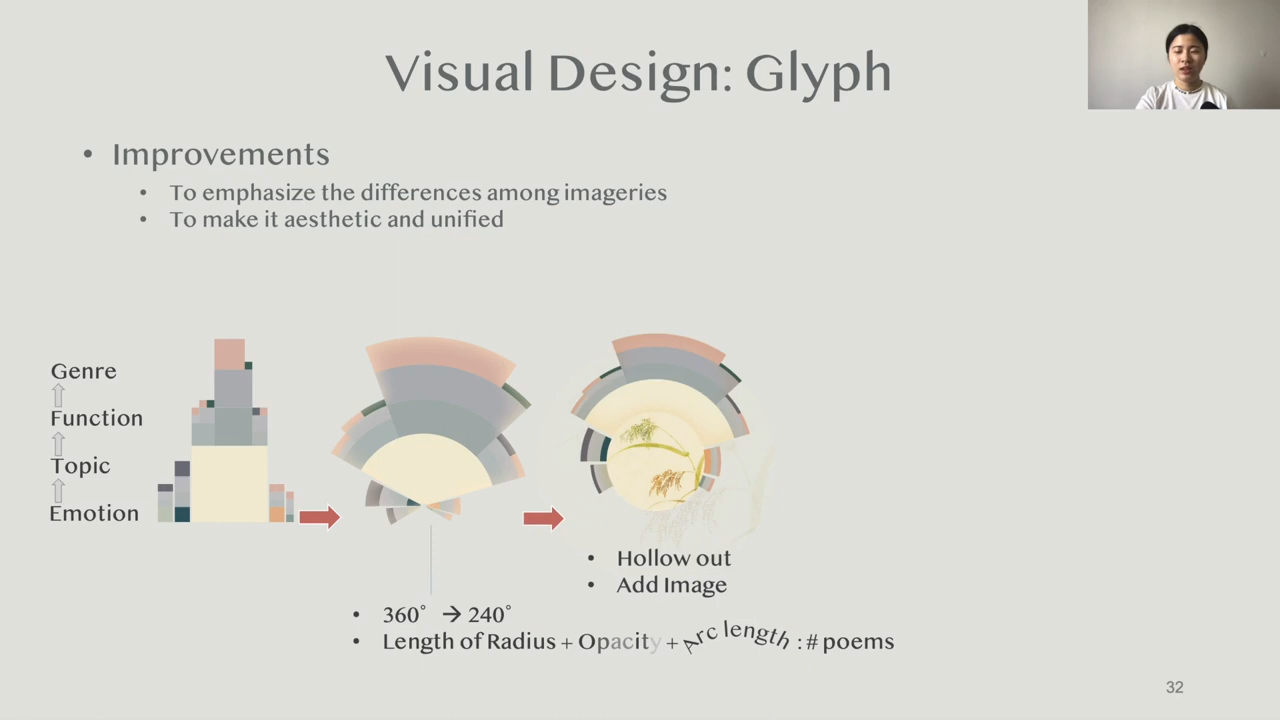 Visual Design: Glyph
• Improvements
• To emphasize the differences among imageries
• To make it aesthetic and unified
Genre
Function
Topic
Emotion
• Hollow out
• Add Image
• 360° → 240°
• Length of Radius + Opacity + Arc length : # poems
32